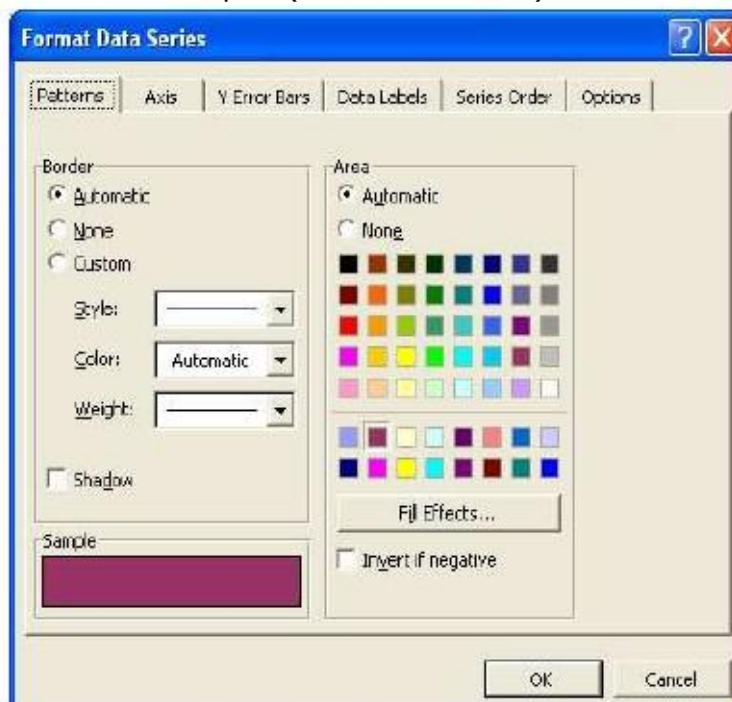 Format Data Series
Patterns Axis Y Error Bars Data Labels Series Order Options
Border
Automatic
None
Custom
Style:
Color: Automatic
Weight:
Shadow
Sample
Area
Automatic
None
Fill Effects...
Invert if negative
OK Cancel